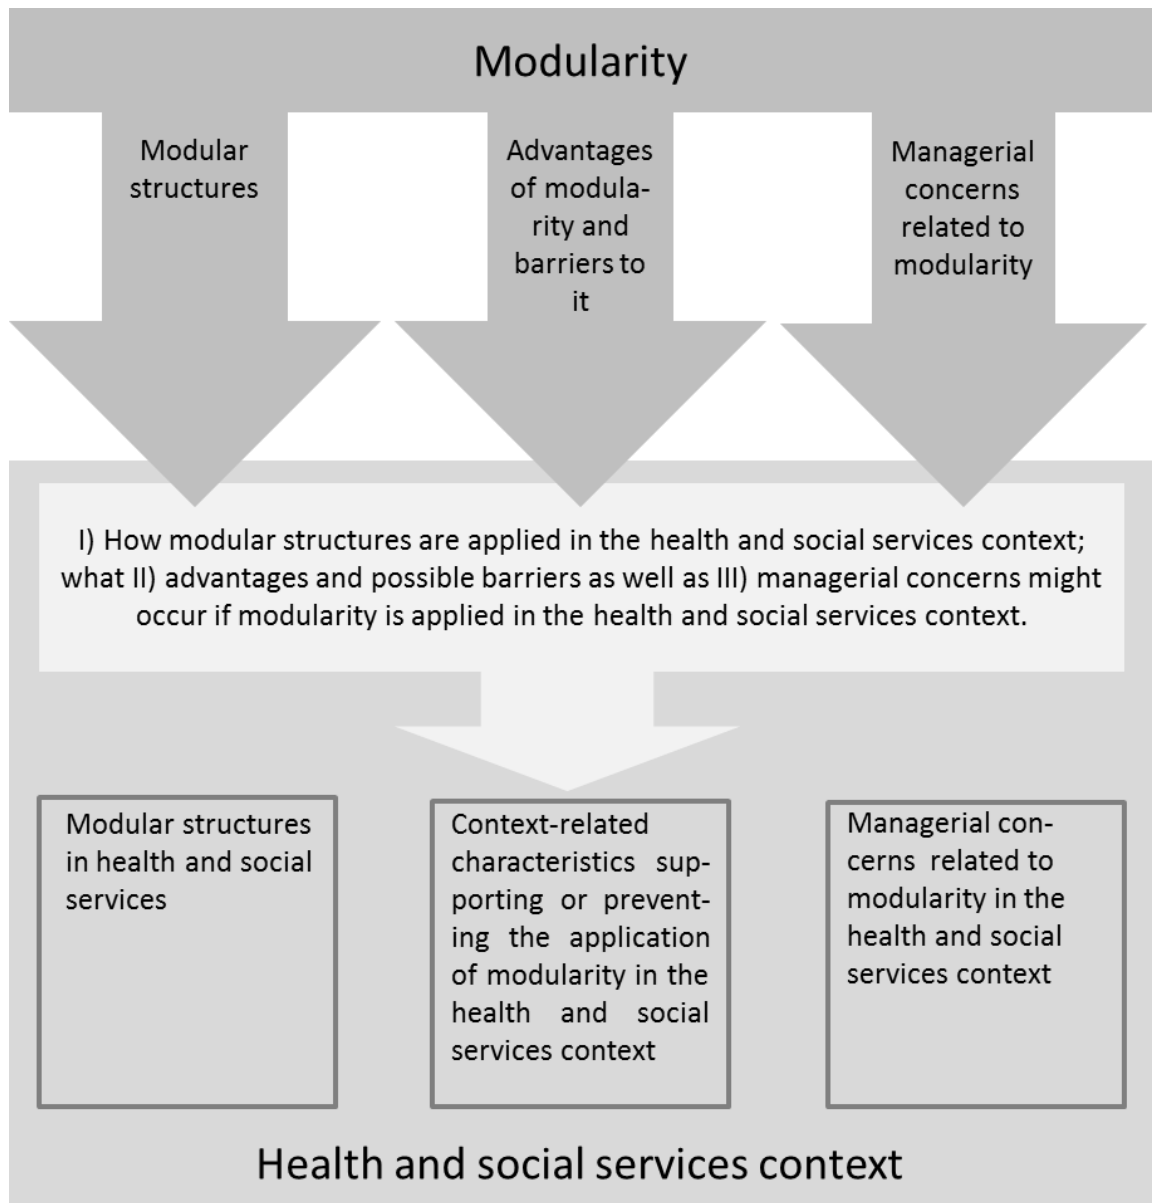 Modularity
Modular
structures
Advantages
of modula-
rity and
barriers to
it
Managerial
concerns
related to
modularity
I) How modular structures are applied in the health and social services context;
what II) advantages and possible barriers as well as III) managerial concerns might
occur if modularity is applied in the health and social services context.
Modular structures
in health and social
services
Context-related
characteristics sup-
porting or prevent-
ing the application
of modularity in the
health and social
services context
Managerial con-
cerns related to
modularity in the
health and social
services context
Health and social services context